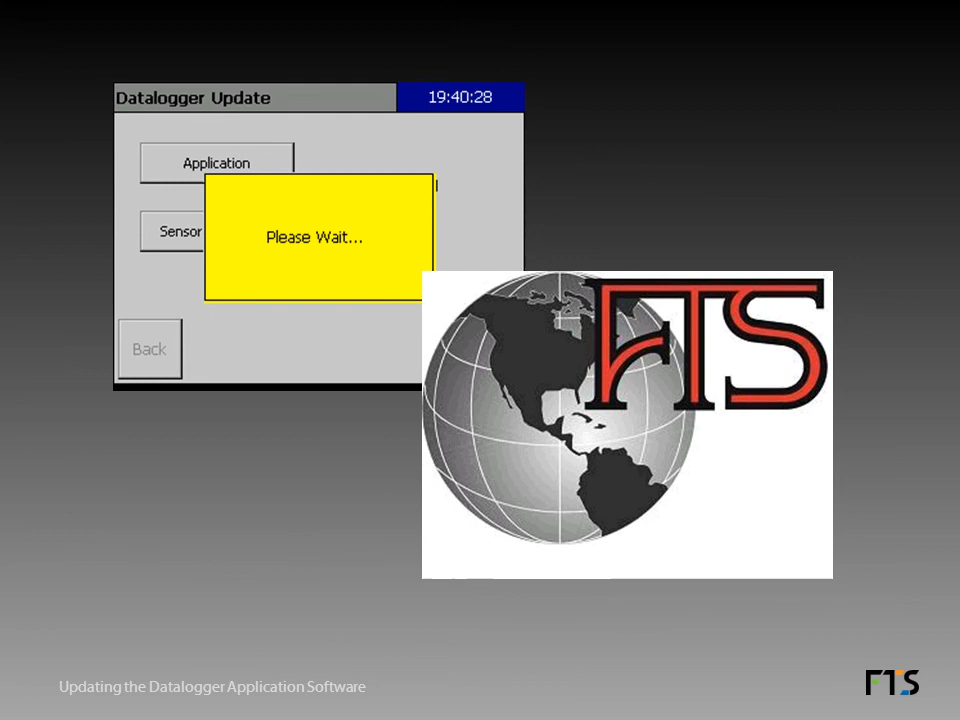 Datalogger Update
19:40:28
Application
Sensor
Please Wait...
Back
FTS
Updating the Datalogger Application Software
FTS